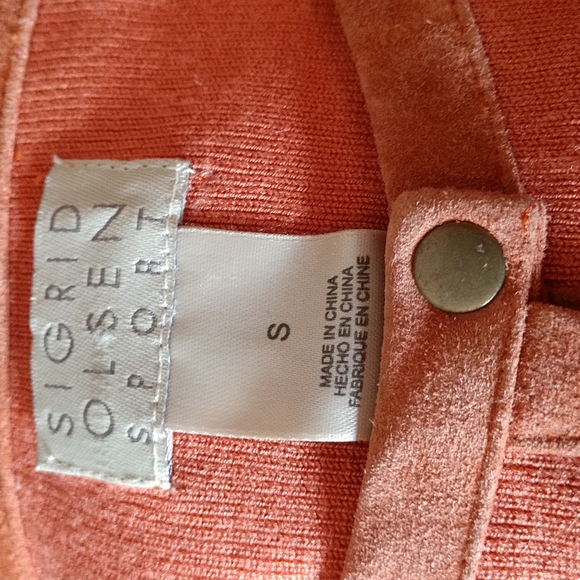 SIGRID
OLSEN
SPORT
S
MADE IN CHINA
HECHO EN CHINA
FABRIQUE EN CHINE